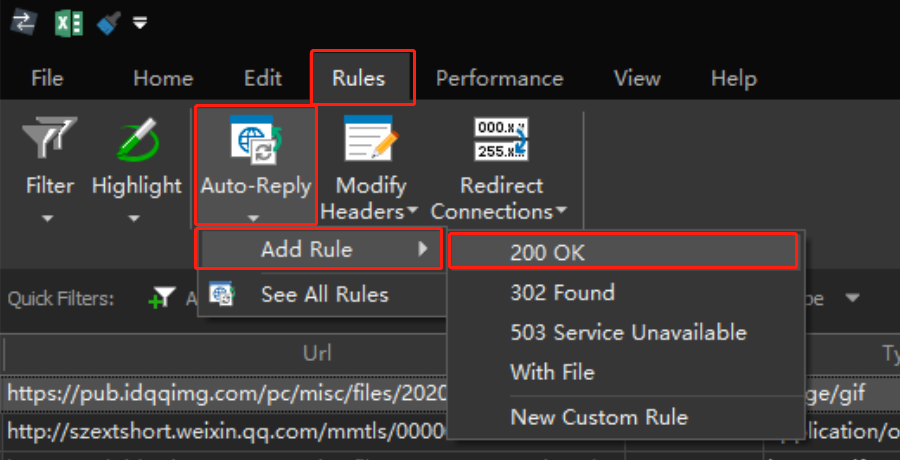 File Home Edit Rules Performance View Help
Filter Highlight Auto-Reply Modify Headers Redirect Connections
000.x
255.x
Add Rule
See All Rules
200 OK
302 Found
503 Service Unavailable
With File
New Custom Rule
Quick Filters:
Url
https://pub.idqqimg.com/pc/misc/files/2020
ge/gif
http://szextshort.weixin.qq.com/mmtls/0000
pplication/o